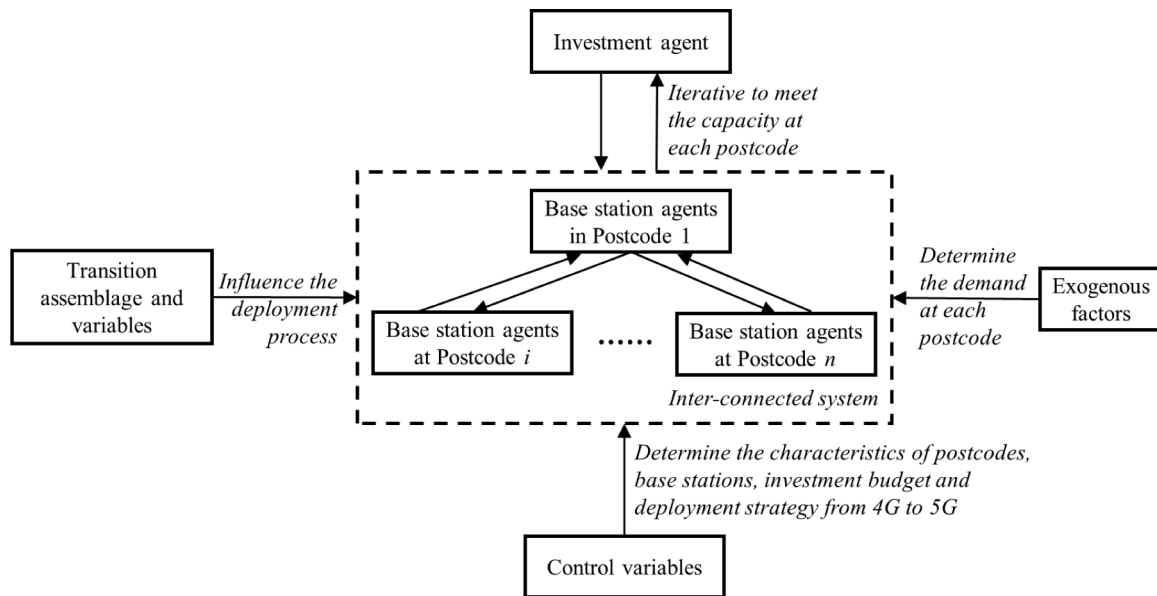 Investment agent
Iterative to meet
the capacity at
each postcode
Base station agents
in Postcode 1
Transition
assemblage and
variables
Influence the
deployment
process
Base station agents
at Postcode i
......
Base station agents
at Postcode n
Inter-connected system
Determine
the demand
at each
postcode
Exogenous
factors
Determine the characteristics of postcodes,
base stations, investment budget and
deployment strategy from 4G to 5G
Control variables